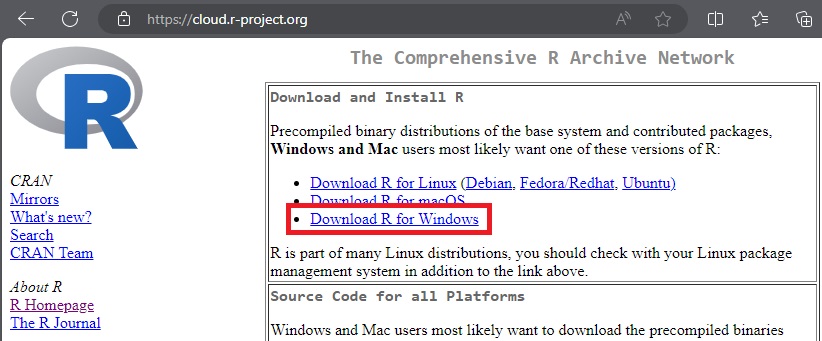 https://cloud.r-project.org
The Comprehensive R Archive Network
R
CRAN
Mirrors
What's new?
Search
CRAN Team
About R
R Homepage
The R Journal
Download and Install R
Precompiled binary distributions of the base system and contributed packages,
Windows and Mac users most likely want one of these versions of R:
• Download R for Linux (Debian, Fedora/Redhat, Ubuntu)
• Download R for macOS
• Download R for Windows
R is part of many Linux distributions, you should check with your Linux package
management system in addition to the link above.
Source Code for all Platforms
Windows and Mac users most likely want to download the precompiled binaries